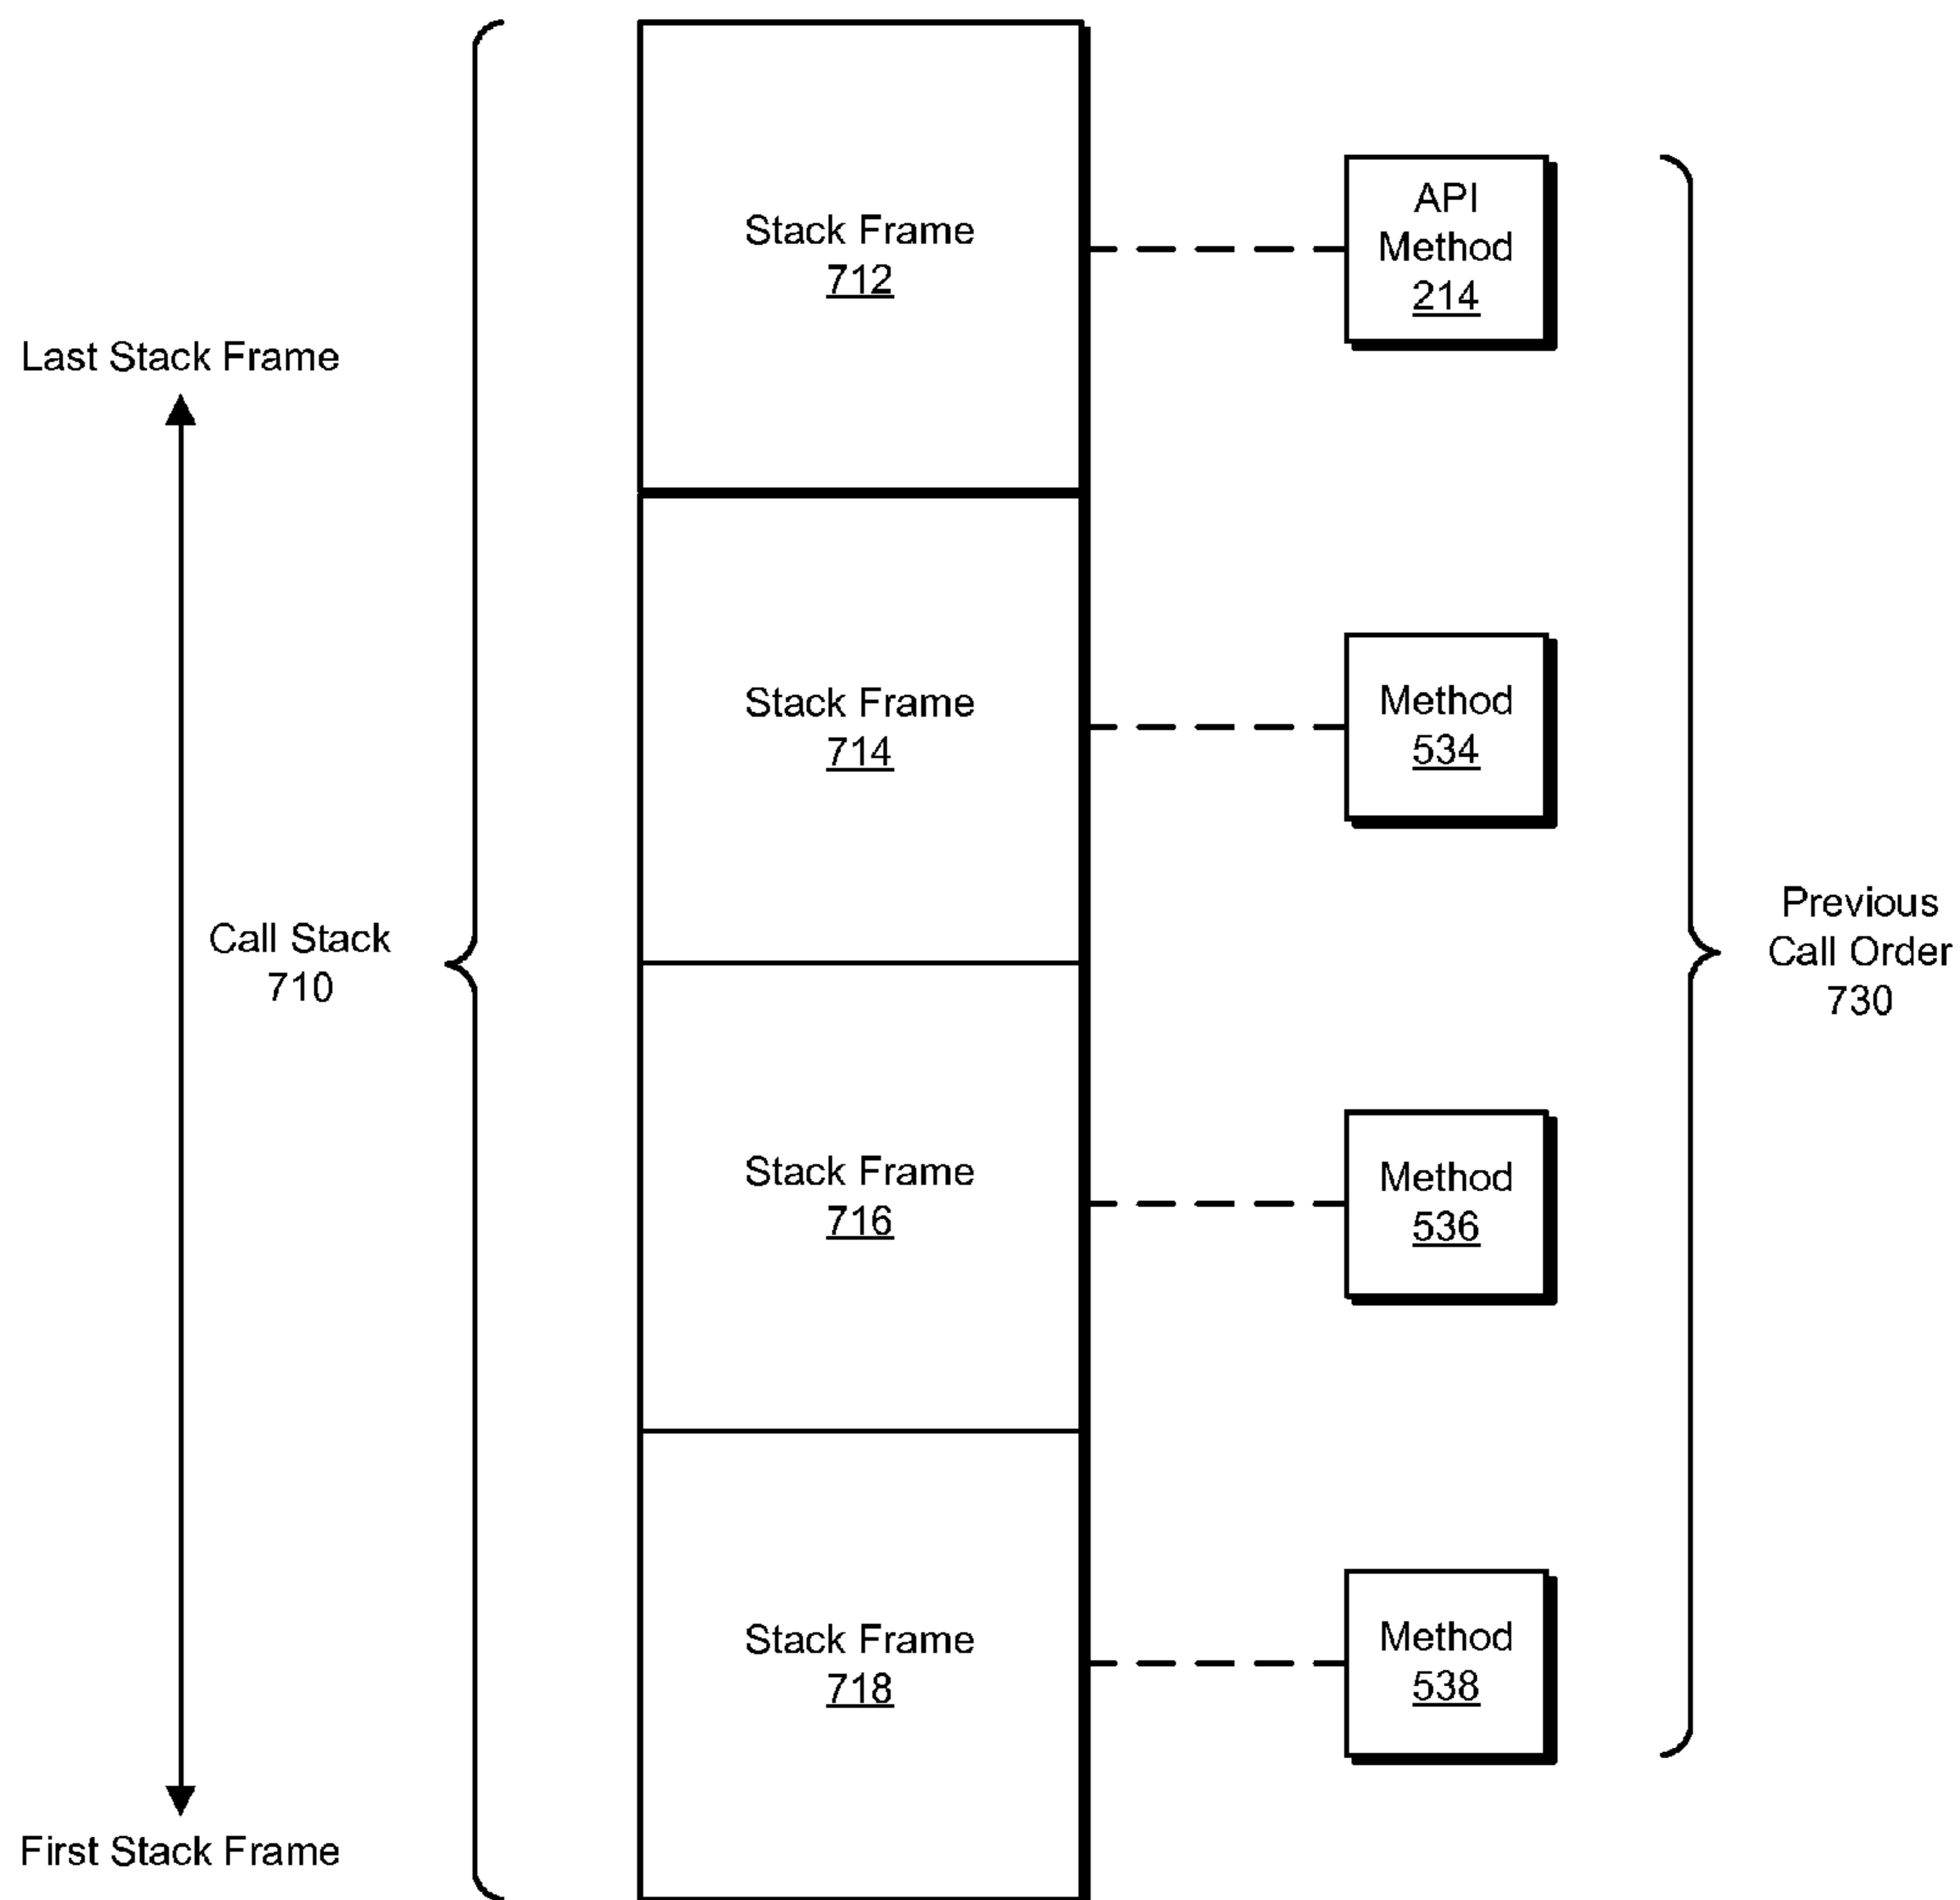 Stack Frame
712
API
Method
214
Last Stack Frame
Stack Frame
714
Method
534
Call Stack
710
Previous
Call Order
730
Stack Frame
716
Method
536
Stack Frame
718
Method
538
First Stack Frame